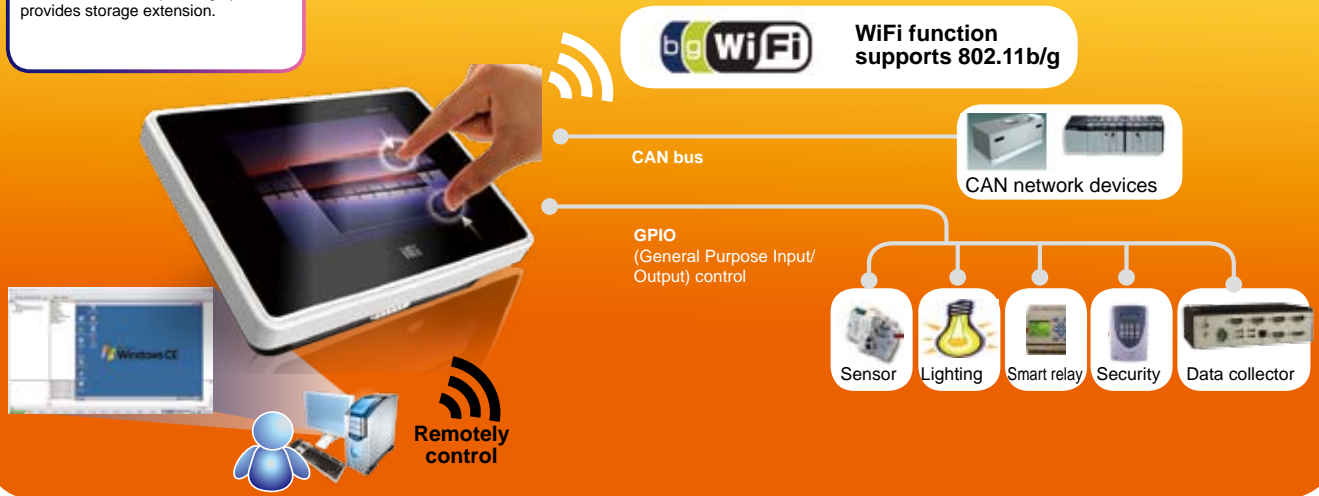 provides storage extension.
bg WiFi
WiFi function
supports 802.11b/g
CAN bus
CAN network devices
GPIO
(General Purpose Input/
Output) control
Windows CE
Sensor
Lighting
Smart relay
Security
Data collector
Remotely
control